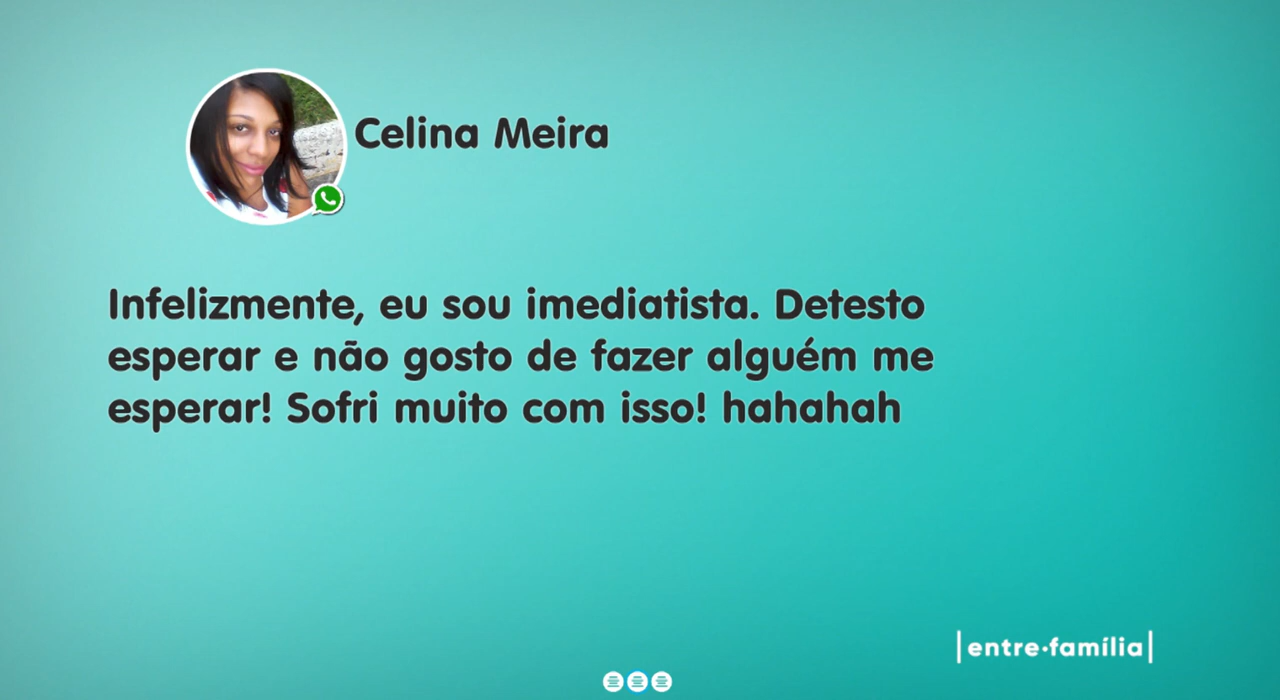 Celina Meira
Infelizmente, eu sou imediatista. Detesto
esperar e não gosto de fazer alguém me
esperar! Sofri muito com isso! hahahah
|entre·família|